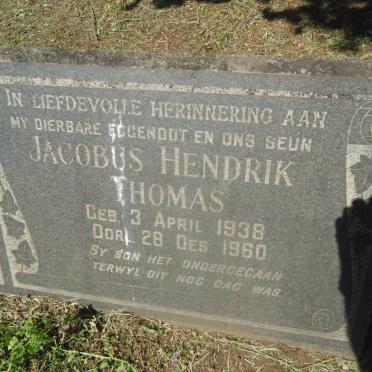 IN LIEFDEVOLLE HERINNERING AAN
MY DIERBARE EGGENOOT EN ONS SEUN
JACOBUS HENDRIK
THOMAS
GEB. 3 APRIL 1938
OORL. 28 DES. 1960
SY SON HET ONDERGEGAAN
TERWYL DIT NOG DAG WAS.